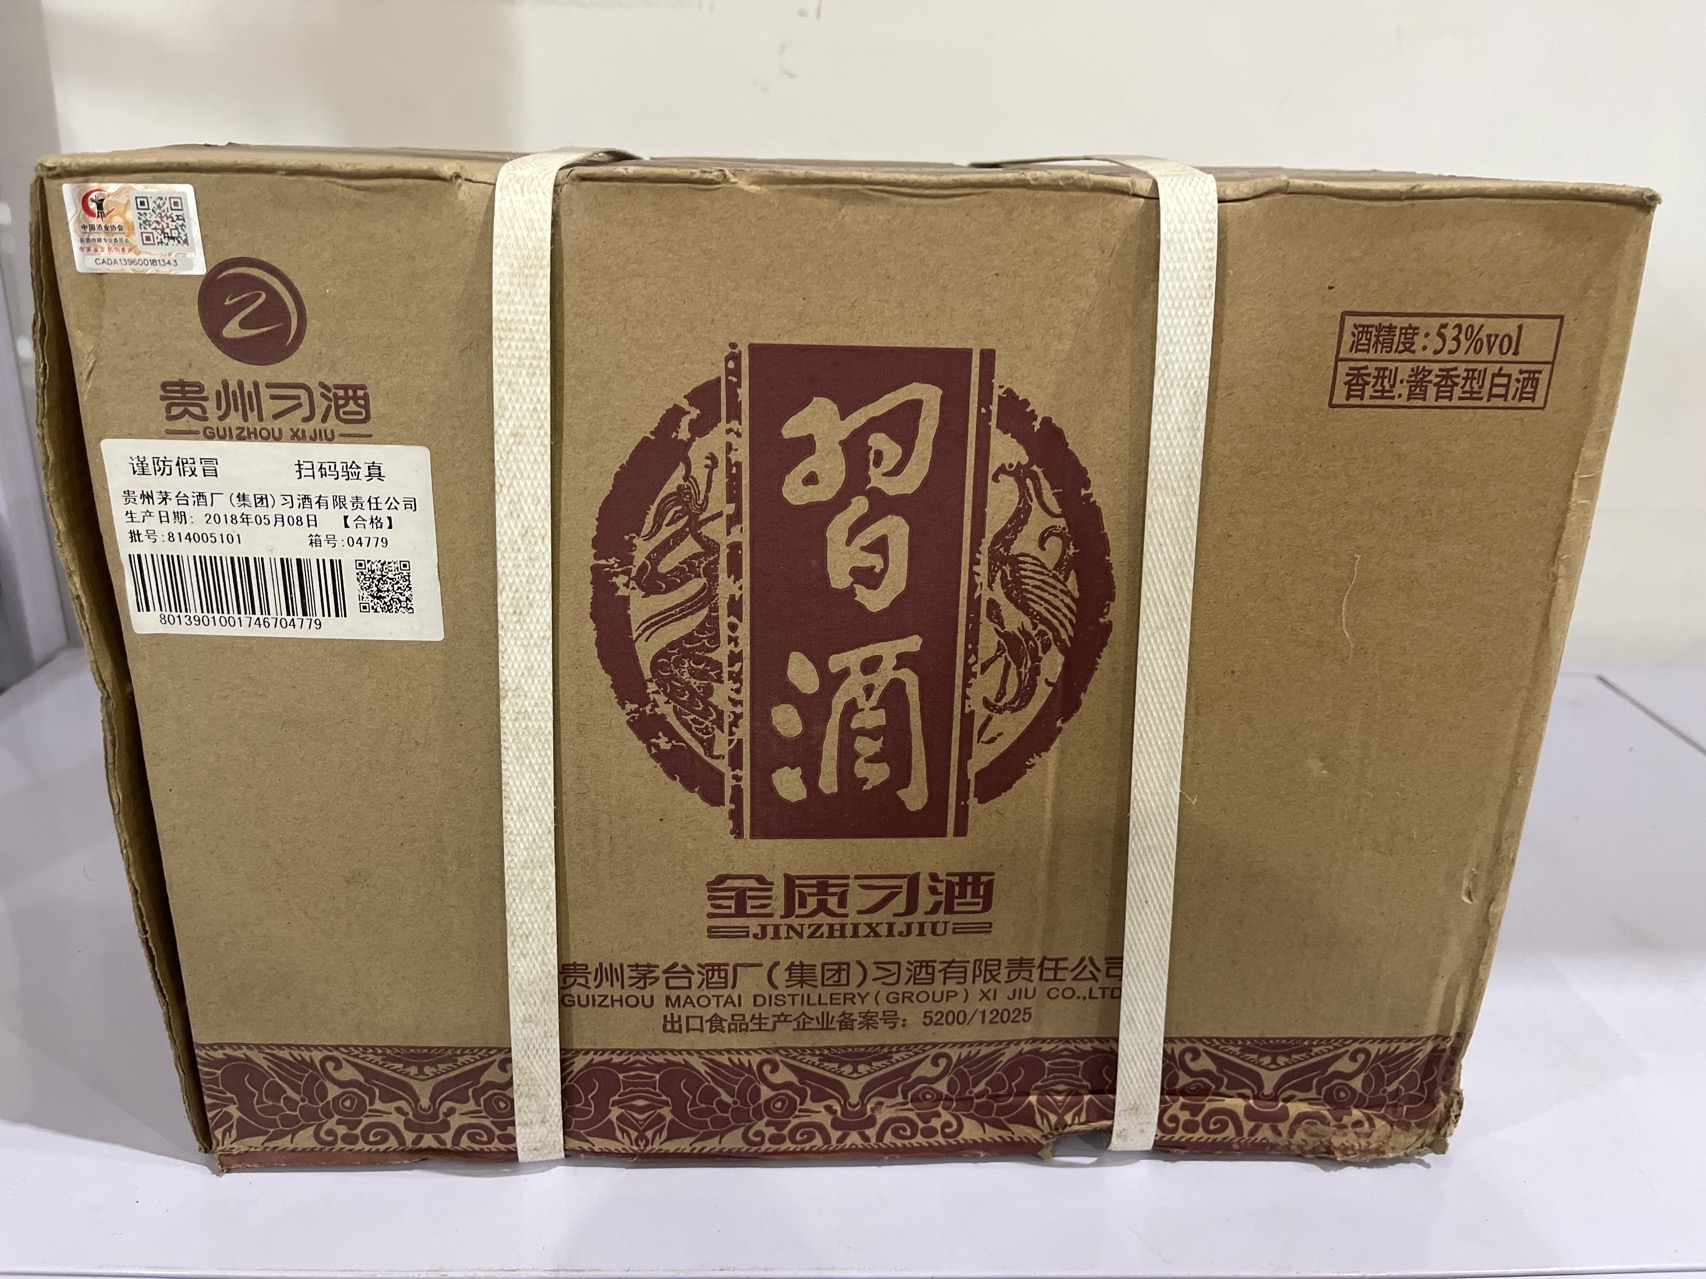 中国酒业协会
CADA139600181343
贵州习酒
GUIZHOU XIJIU
谨防假冒 扫码验真
贵州茅台酒厂(集团)习酒有限责任公司
生产日期: 2018年05月08日 【合格】
批号:814005101 箱号:04779
8013901001746704779
習酒
金质习酒
JINZHIXIJIU
贵州茅台酒厂(集团)习酒有限责任公司
GUIZHOU MAOTAI DISTILLERY(GROUP) XI JIU CO.,LTD
出口食品生产企业备案号: 5200/12025
酒精度:53%vol
香型:酱香型白酒